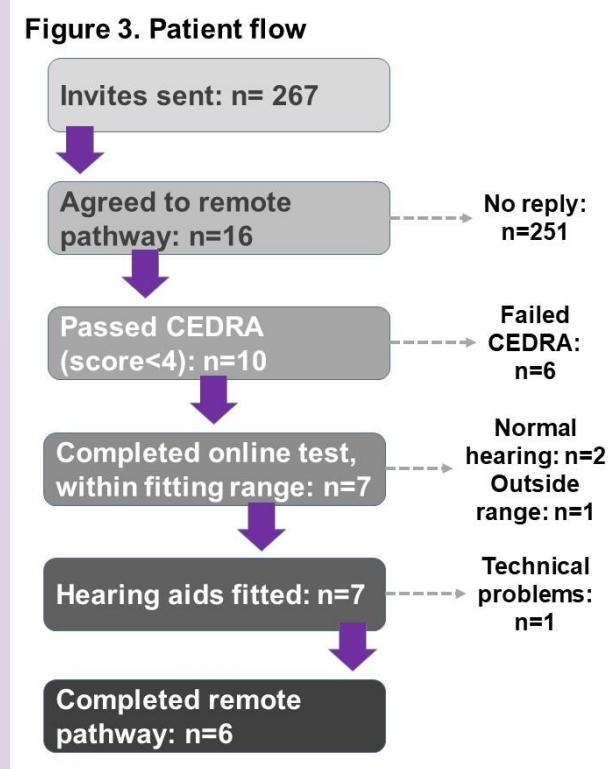 Figure 3. Patient flow
Invites sent: n= 267
Agreed to remote
pathway: n=16
No reply:
n=251
Passed CEDRA
(score<4): n=10
Failed
CEDRA:
n=6
Completed online test,
within fitting range: n=7
Normal
hearing: n=2
Outside
range: n=1
Hearing aids fitted: n=7
Technical
problems:
n=1
Completed remote
pathway: n=6